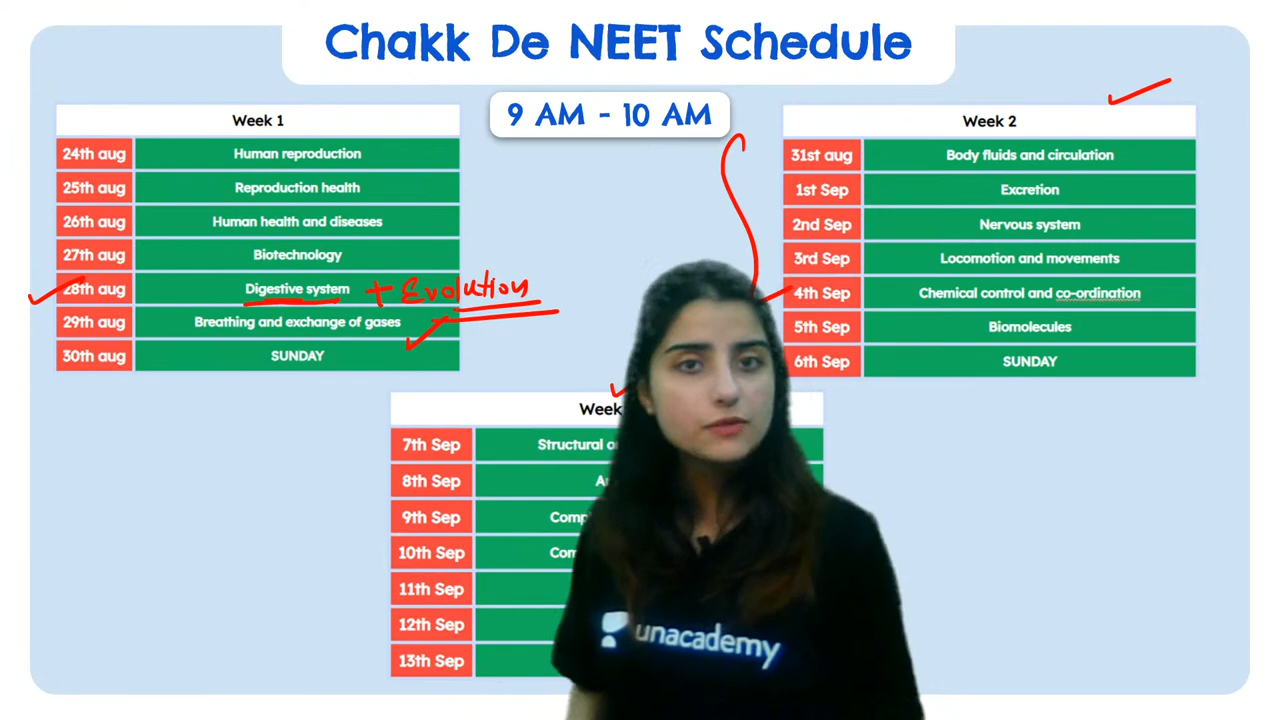 Chakk De NEET Schedule
9 AM - 10 AM
Week 1
24th aug Human reproduction
25th aug Reproduction health
26th aug Human health and diseases
27th aug Biotechnology
28th aug Digestive system + Evolution
29th aug Breathing and exchange of gases
30th aug SUNDAY
Week 2
31st aug Body fluids and circulation
1st Sep Excretion
2nd Sep Nervous system
3rd Sep Locomotion and movements
4th Sep Chemical control and co-ordination
5th Sep Biomolecules
6th Sep SUNDAY
Week
7th Sep Structural
8th Sep
9th Sep
10th Sep
11th Sep
12th Sep
13th Sep
unacademy